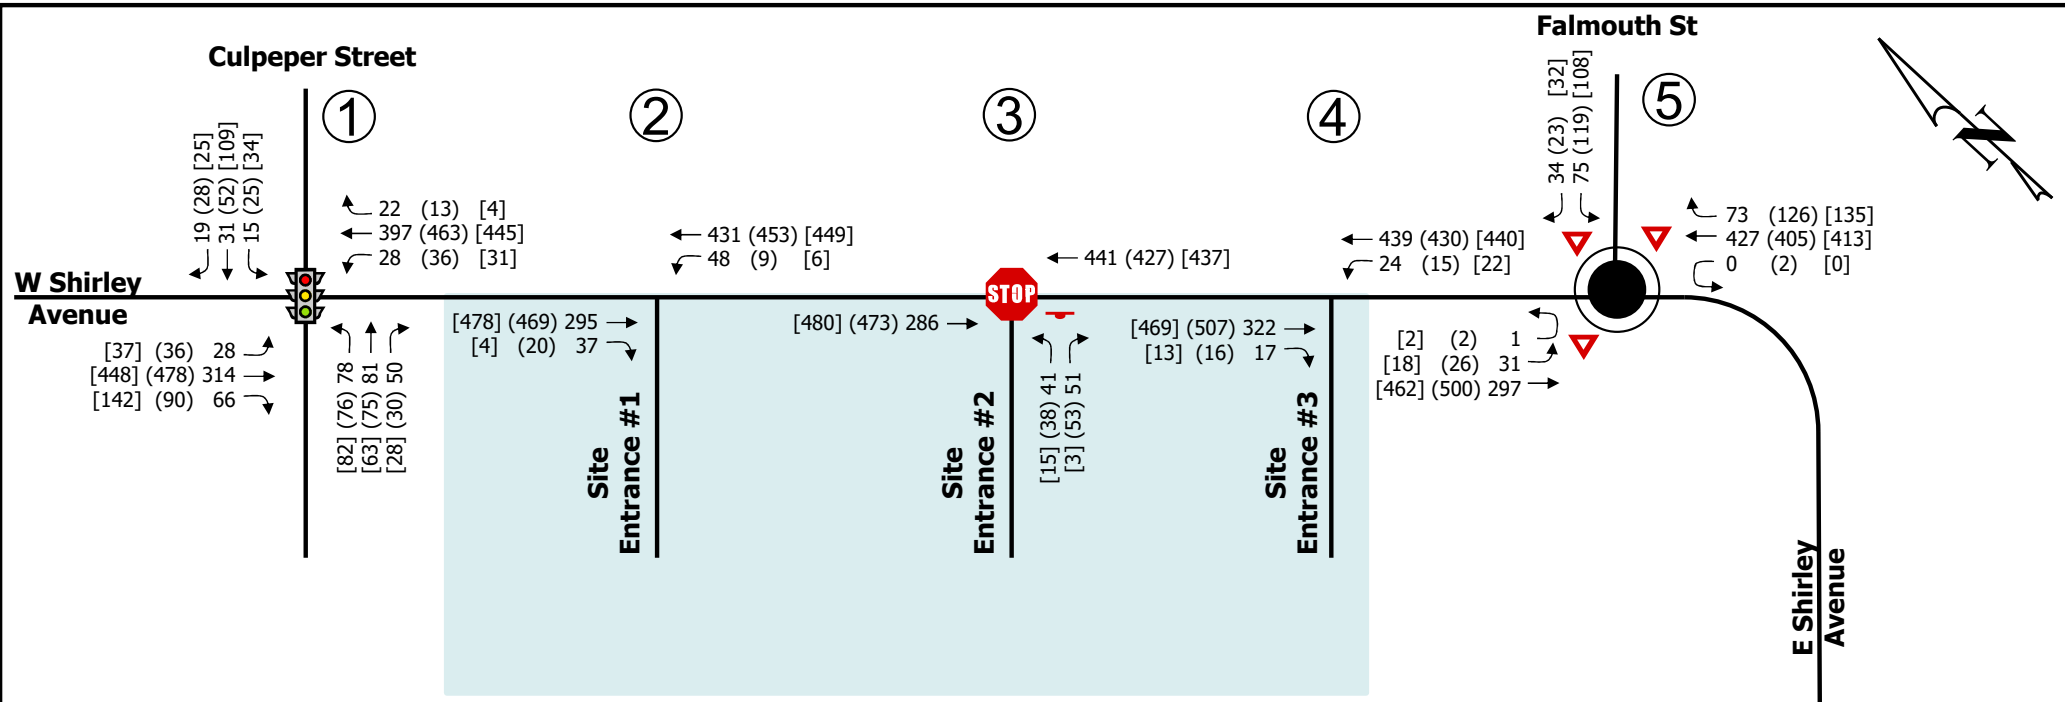 Falmouth St
Culpeper Street
1
2
3
4
5
N
19 (28) [25]
31 (52) [109]
15 (25) [34]
22 (13) [4]
397 (463) [445]
28 (36) [31]
431 (453) [449]
48 (9) [6]
441 (427) [437]
439 (430) [440]
24 (15) [22]
34 (23) [32]
75 (119) [108]
73 (126) [135]
427 (405) [413]
0 (2) [0]
W Shirley
Avenue
STOP
[37] (36) 28
[448] (478) 314
[142] (90) 66
[82] (76) 78
[63] (75) 81
[28] (30) 50
[478] (469) 295
[4] (20) 37
[480] (473) 286
[15] (38) 41
[3] (53) 51
[469] (507) 322
[13] (16) 17
[2] (2) 1
[18] (26) 31
[462] (500) 297
Site
Entrance #1
Site
Entrance #2
Site
Entrance #3
E Shirley
Avenue